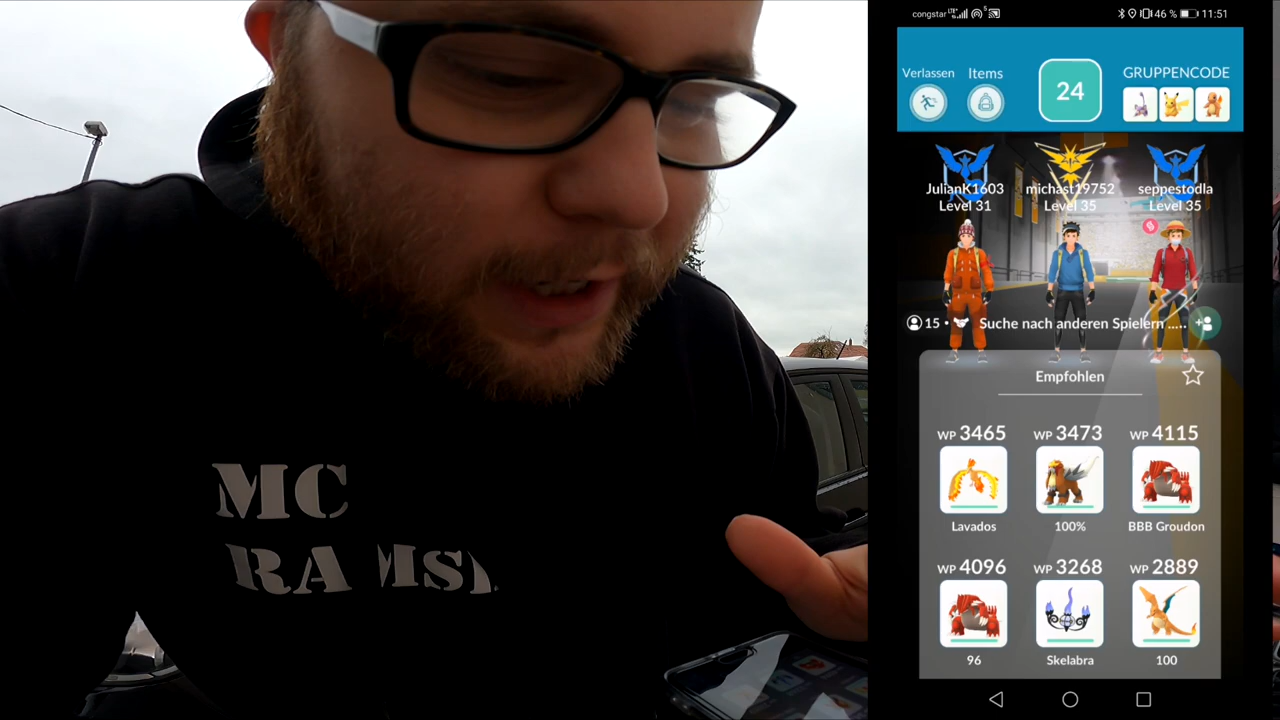 MC
RAMS
congstar 46 % 11:51
Verlassen Items 24 GRUPPENCODE
JulianK1603 michast19752 seppestodla
Level 31 Level 35 Level 35
15 • Suche nach anderen Spielern .....
Empfohlen
WP 3465 WP 3473 WP 4115
Lavados 100% BBB Groudon
WP 4096 WP 3268 WP 2889
96 Skelabra 100